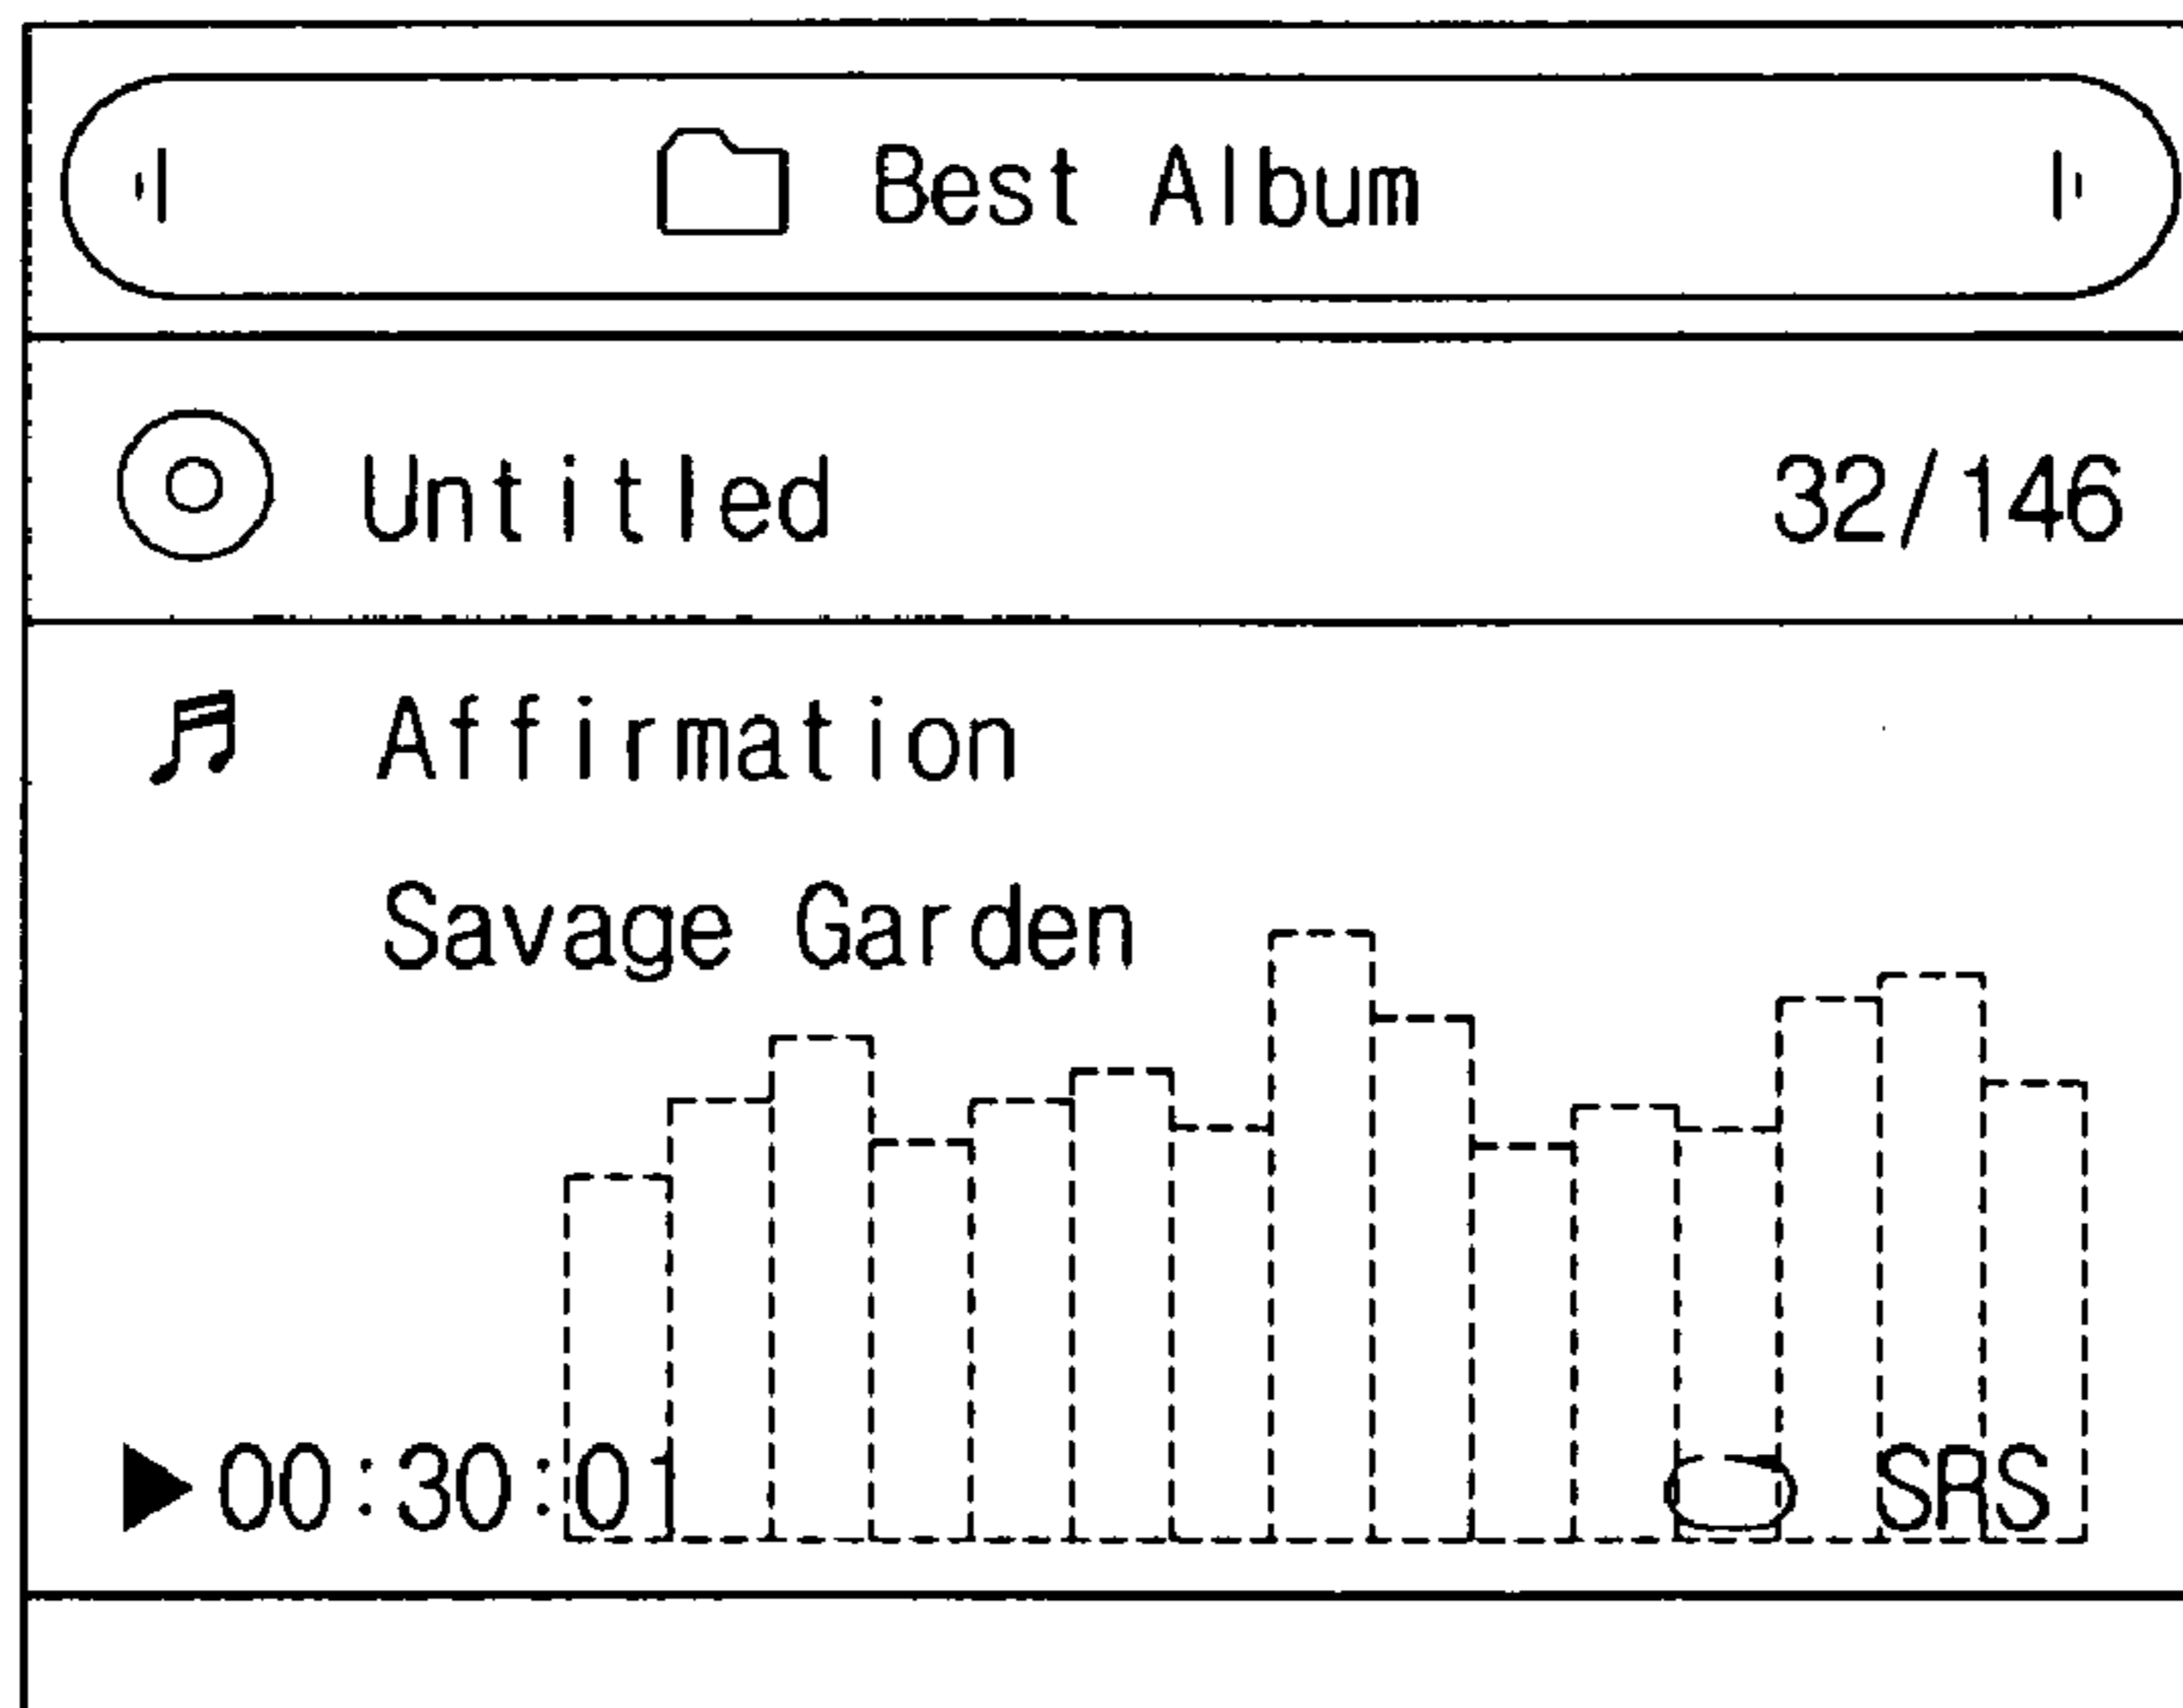 Best Album
Untitled 32/146
Affirmation
Savage Garden
00:30:01 SRS